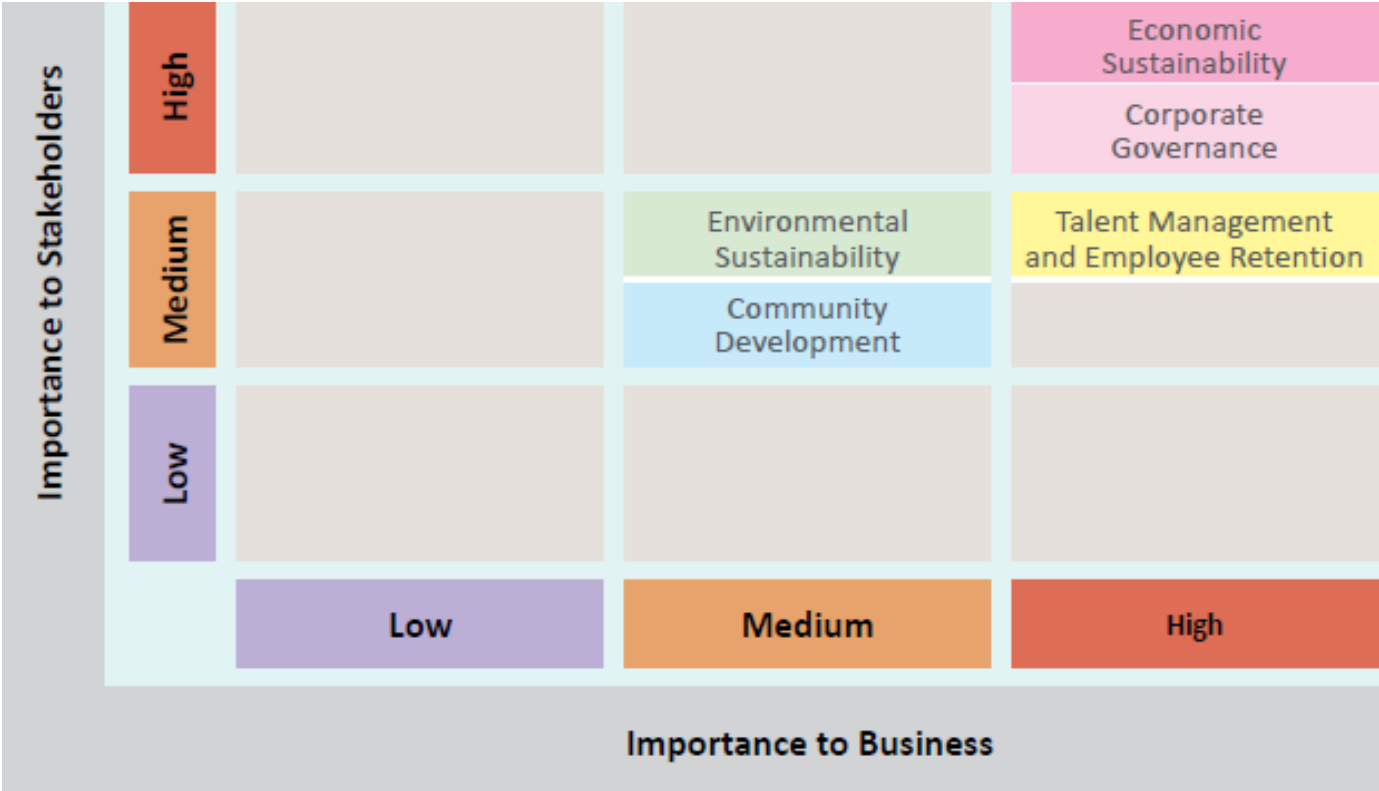 Importance to Stakeholders
High
Economic
Sustainability
Corporate
Governance
Medium
Environmental
Sustainability
Community
Development
Talent Management
and Employee Retention
Low
Low
Medium
High
Importance to Business